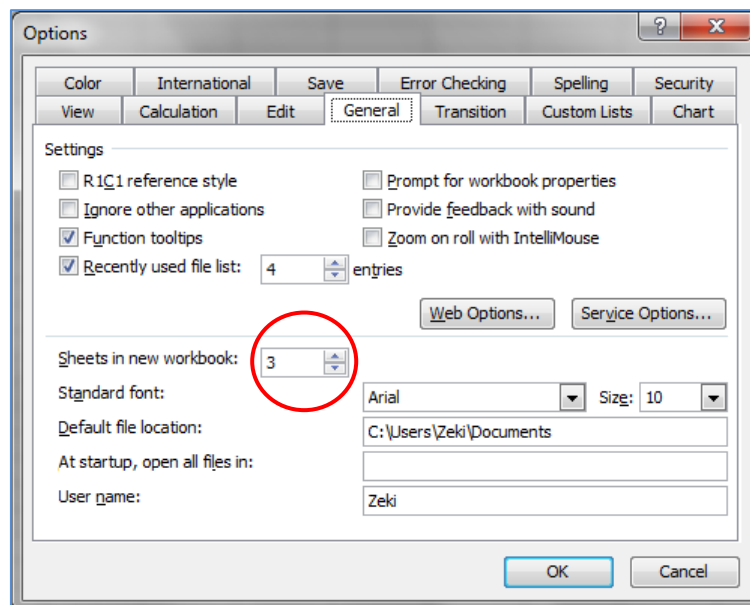 Options
Color International Save Error Checking Spelling Security
View Calculation Edit General Transition Custom Lists Chart
Settings
R1C1 reference style Prompt for workbook properties
Ignore other applications Provide feedback with sound
Function tooltips Zoom on roll with IntelliMouse
Recently used file list: 4 entries
Web Options... Service Options...
Sheets in new workbook: 3
Standard font: Arial Size: 10
Default file location: C:\Users\Zeki\Documents
At startup, open all files in:
User name: Zeki
OK Cancel